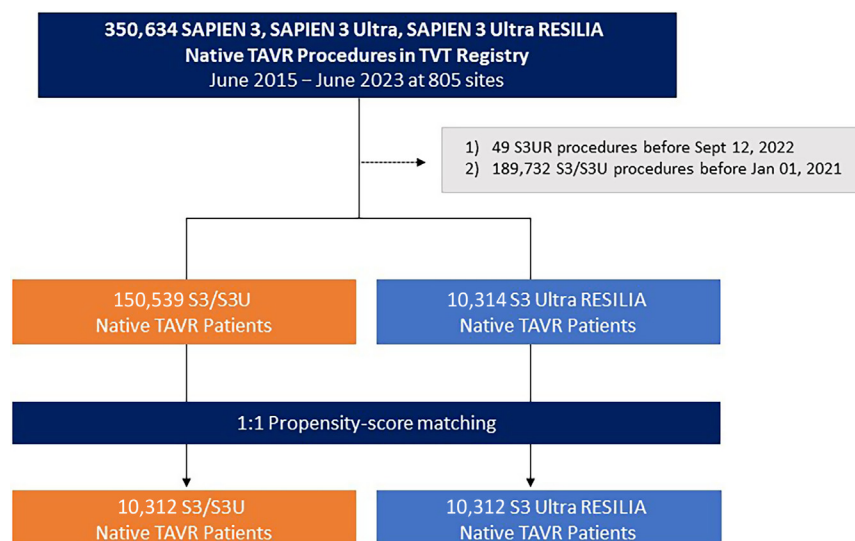 350,634 SAPIEN 3, SAPIEN 3 Ultra, SAPIEN 3 Ultra RESILIA
Native TAVR Procedures in TVT Registry
June 2015 – June 2023 at 805 sites
1) 49 S3UR procedures before Sept 12, 2022
2) 189,732 S3/S3U procedures before Jan 01, 2021
150,539 S3/S3U
Native TAVR Patients
10,314 S3 Ultra RESILIA
Native TAVR Patients
1:1 Propensity-score matching
10,312 S3/S3U
Native TAVR Patients
10,312 S3 Ultra RESILIA
Native TAVR Patients